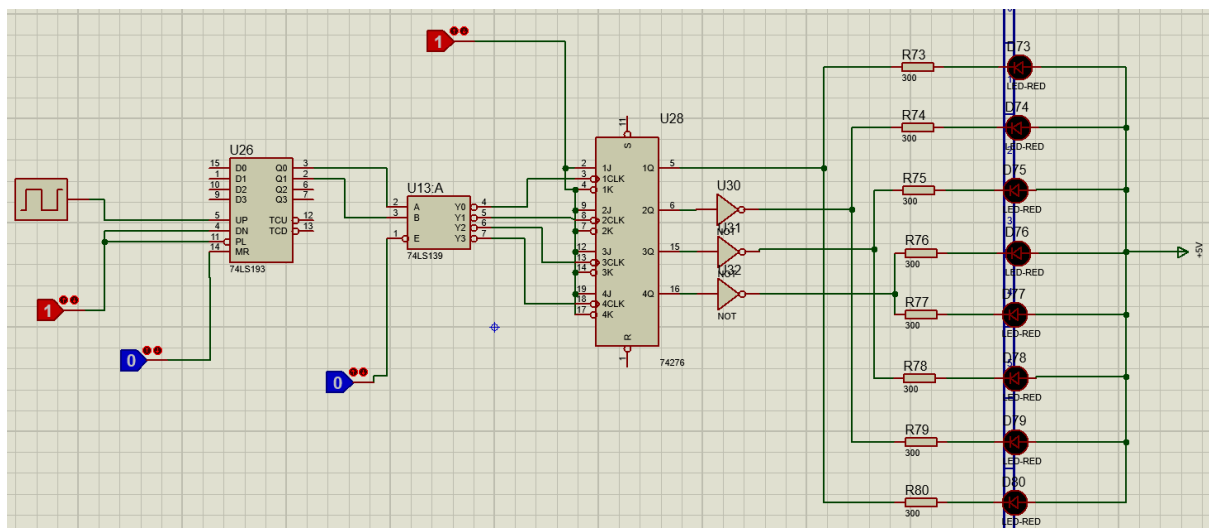 1
U26
15 D0 Q0 3
1 D1 Q1 2
10 D2 Q2 6
9 D3 Q3 7
5 UP TCU 12
4 DN TCD 13
11 PL
14 MR
74LS193
1
0
U13:A
2 A Y0 4
3 B Y1 5
Y2 6
1 E Y3 7
74LS139
0
U28
11
S
2 1J 1Q 5
3 1CLK
4 1K
9 2J 2Q 6
8 2CLK
7 2K
12 3J 3Q 15
13 3CLK
14 3K
19 4J 4Q 16
18 4CLK
17 4K
R
1
74276
U30
U31
NOT
U32
NOT
R73
300
R74
300
R75
300
R76
300
R77
300
R78
300
R79
300
R80
300
D73
LED-RED
D74
LED-RED
D75
LED-RED
D76
LED-RED
D77
LED-RED
D78
LED-RED
D79
LED-RED
D80
+5V